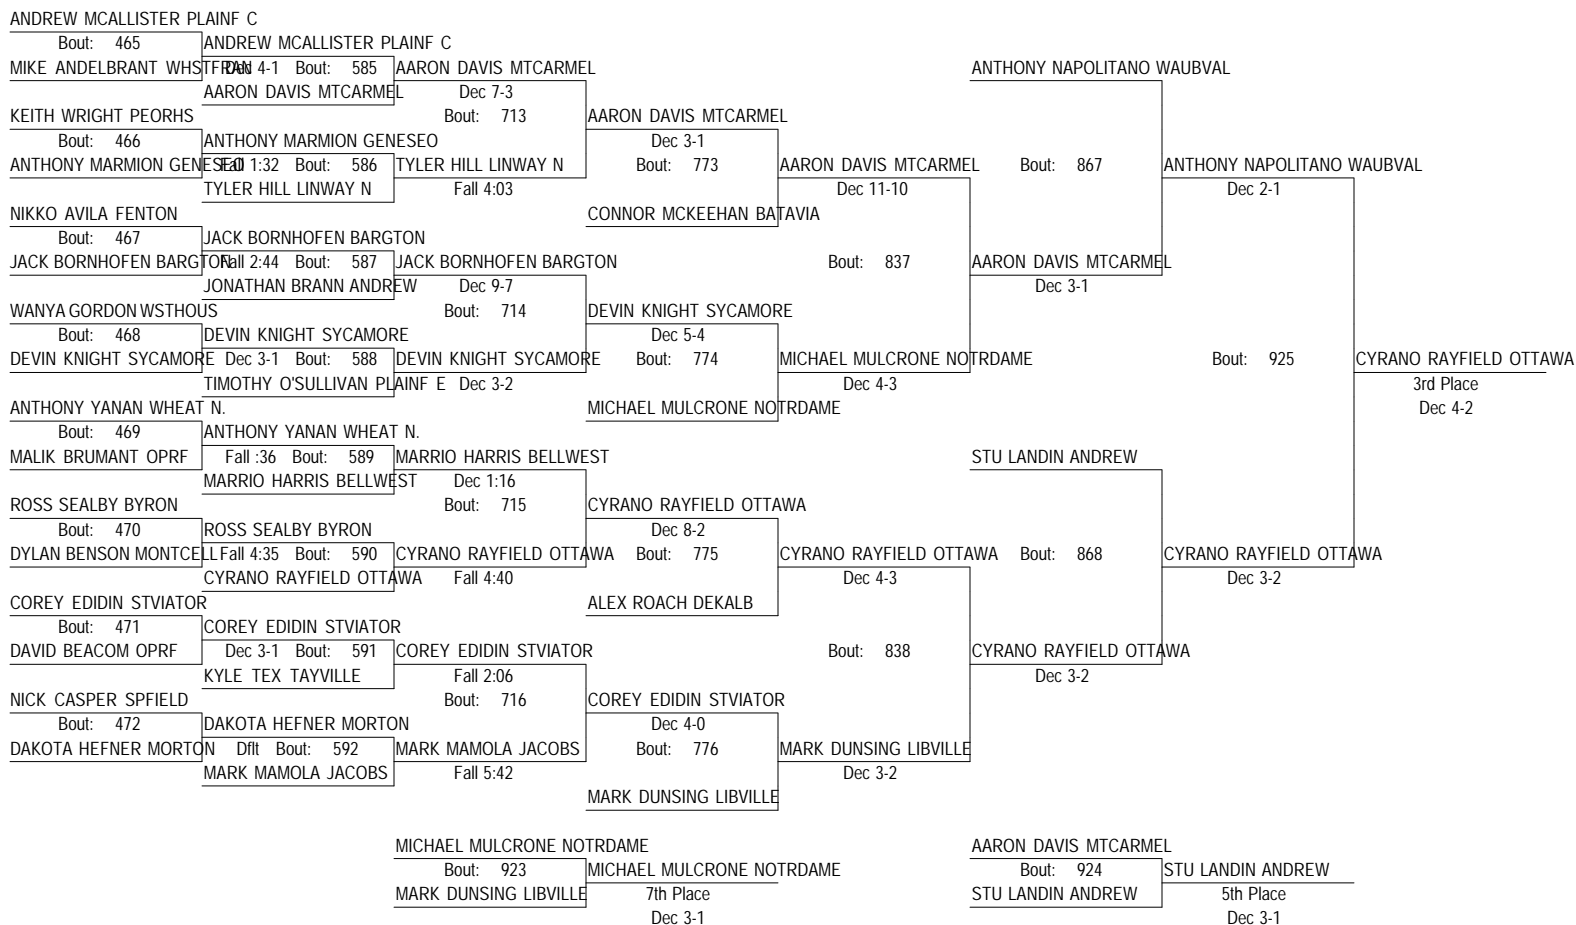 ANDREW MCALLISTER PLAINF C
Bout: 465 ANDREW MCALLISTER PLAINF C
MIKE ANDELBRANT WHSTFRAN Dec 4-1 Bout: 585 AARON DAVIS MTCARMEL ANTHONY NAPOLITANO WAUBVAL
AARON DAVIS MTCARMEL Dec 7-3
KEITH WRIGHT PEORHS Bout: 713 AARON DAVIS MTCARMEL
Bout: 466 ANTHONY MARMION GENESEO Dec 3-1
ANTHONY MARMION GENESEO Fall 1:32 Bout: 586 TYLER HILL LINWAY N Bout: 773 AARON DAVIS MTCARMEL Bout: 867 ANTHONY NAPOLITANO WAUBVAL
TYLER HILL LINWAY N Fall 4:03 Dec 11-10 Dec 2-1
NIKKO AVILA FENTON CONNOR MCKEEHAN BATAVIA
Bout: 467 JACK BORNHOFEN BARGTON
JACK BORNHOFEN BARGTON Fall 2:44 Bout: 587 JACK BORNHOFEN BARGTON Bout: 837 AARON DAVIS MTCARMEL
JONATHAN BRANN ANDREW Dec 9-7 Dec 3-1
WANYA GORDON WSTHOUS Bout: 714 DEVIN KNIGHT SYCAMORE
Bout: 468 DEVIN KNIGHT SYCAMORE Dec 5-4
DEVIN KNIGHT SYCAMORE Dec 3-1 Bout: 588 DEVIN KNIGHT SYCAMORE Bout: 774 MICHAEL MULCRONE NOTRDAME Bout: 925 CYRANO RAYFIELD OTTAWA
TIMOTHY O'SULLIVAN PLAINF E Dec 3-2 Dec 4-3 3rd Place
ANTHONY YANAN WHEAT N. MICHAEL MULCRONE NOTRDAME Dec 4-2
Bout: 469 ANTHONY YANAN WHEAT N.
MALIK BRUMANT OPRF Fall :36 Bout: 589 MARRIO HARRIS BELLWEST STU LANDIN ANDREW
MARRIO HARRIS BELLWEST Dec 1:16
ROSS SEALBY BYRON Bout: 715 CYRANO RAYFIELD OTTAWA
Bout: 470 ROSS SEALBY BYRON Dec 8-2
DYLAN BENSON MONTCELL Fall 4:35 Bout: 590 CYRANO RAYFIELD OTTAWA Bout: 775 CYRANO RAYFIELD OTTAWA Bout: 868 CYRANO RAYFIELD OTTAWA
CYRANO RAYFIELD OTTAWA Fall 4:40 Dec 4-3 Dec 3-2
COREY EDIDIN STVIATOR ALEX ROACH DEKALB
Bout: 471 COREY EDIDIN STVIATOR
DAVID BEACOM OPRF Dec 3-1 Bout: 591 COREY EDIDIN STVIATOR Bout: 838 CYRANO RAYFIELD OTTAWA
KYLE TEX TAYVILLE Fall 2:06 Dec 3-2
NICK CASPER SPFIELD Bout: 716 COREY EDIDIN STVIATOR
Bout: 472 DAKOTA HEFNER MORTON Dec 4-0
DAKOTA HEFNER MORTON Dflt Bout: 592 MARK MAMOLA JACOBS Bout: 776 MARK DUNSING LIBVILLE
MARK MAMOLA JACOBS Fall 5:42 Dec 3-2
MARK DUNSING LIBVILLE
MICHAEL MULCRONE NOTRDAME AARON DAVIS MTCARMEL
Bout: 923 MICHAEL MULCRONE NOTRDAME Bout: 924 STU LANDIN ANDREW
MARK DUNSING LIBVILLE 7th Place STU LANDIN ANDREW 5th Place
Dec 3-1 Dec 3-1